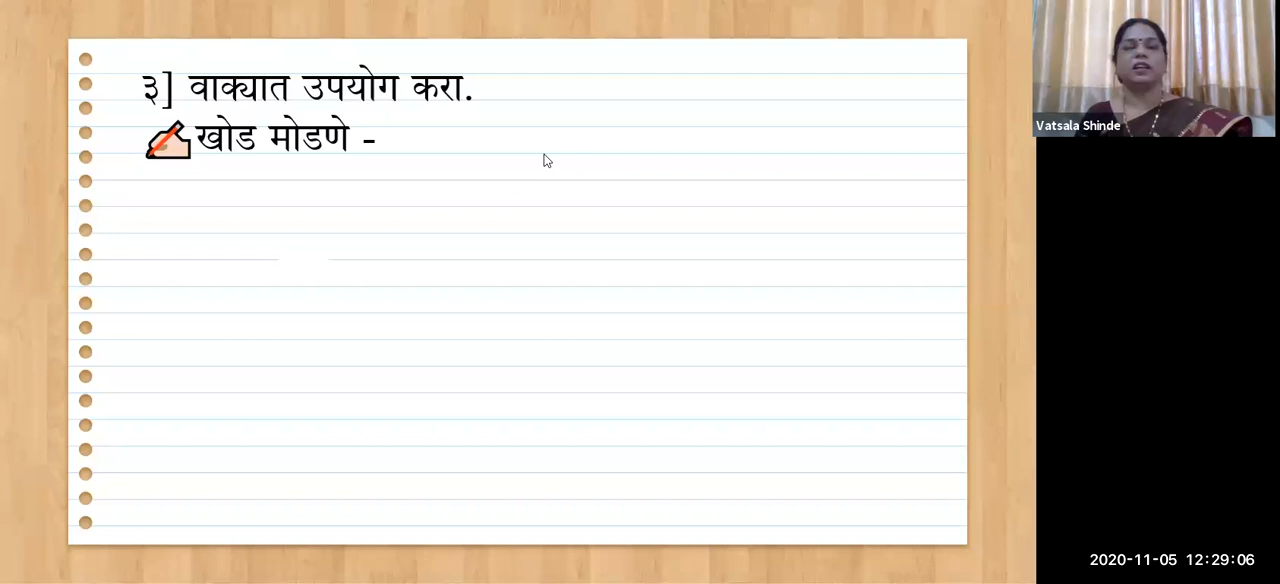 ३] वाक्यात उपयोग करा.
✍खोड मोडणे -
Vatsala Shinde
2020-11-05 12:29:06